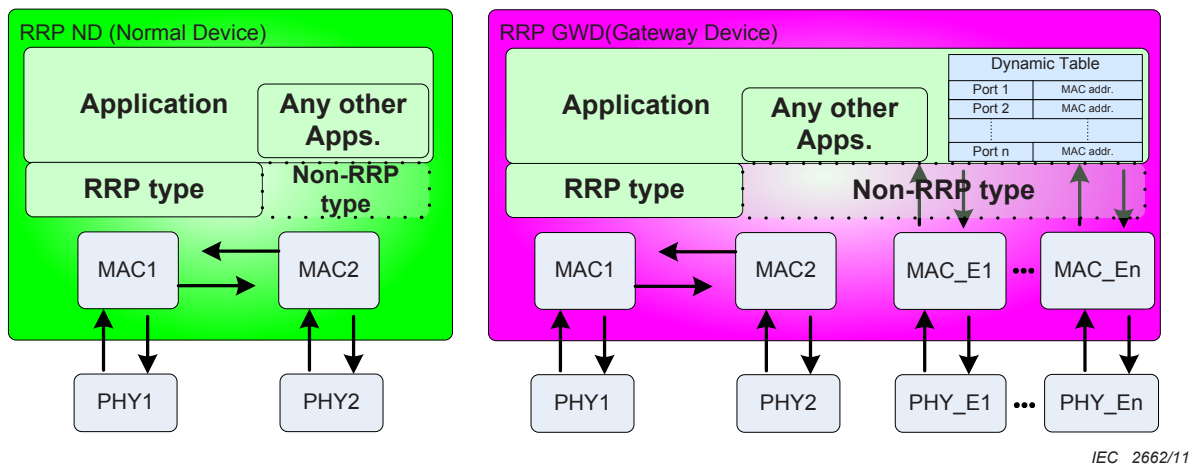 RRP ND (Normal Device)
Application
Any other
Apps.
RRP type
Non-RRP
type
MAC1
MAC2
PHY1
PHY2
RRP GWD(Gateway Device)
Dynamic Table
Port 1 MAC addr.
Port 2 MAC addr.
Port n MAC addr.
Application
Any other
Apps.
RRP type
Non-RRP type
MAC1
MAC2
MAC_E1
MAC_En
PHY1
PHY2
PHY_E1
PHY_En
IEC 2662/11